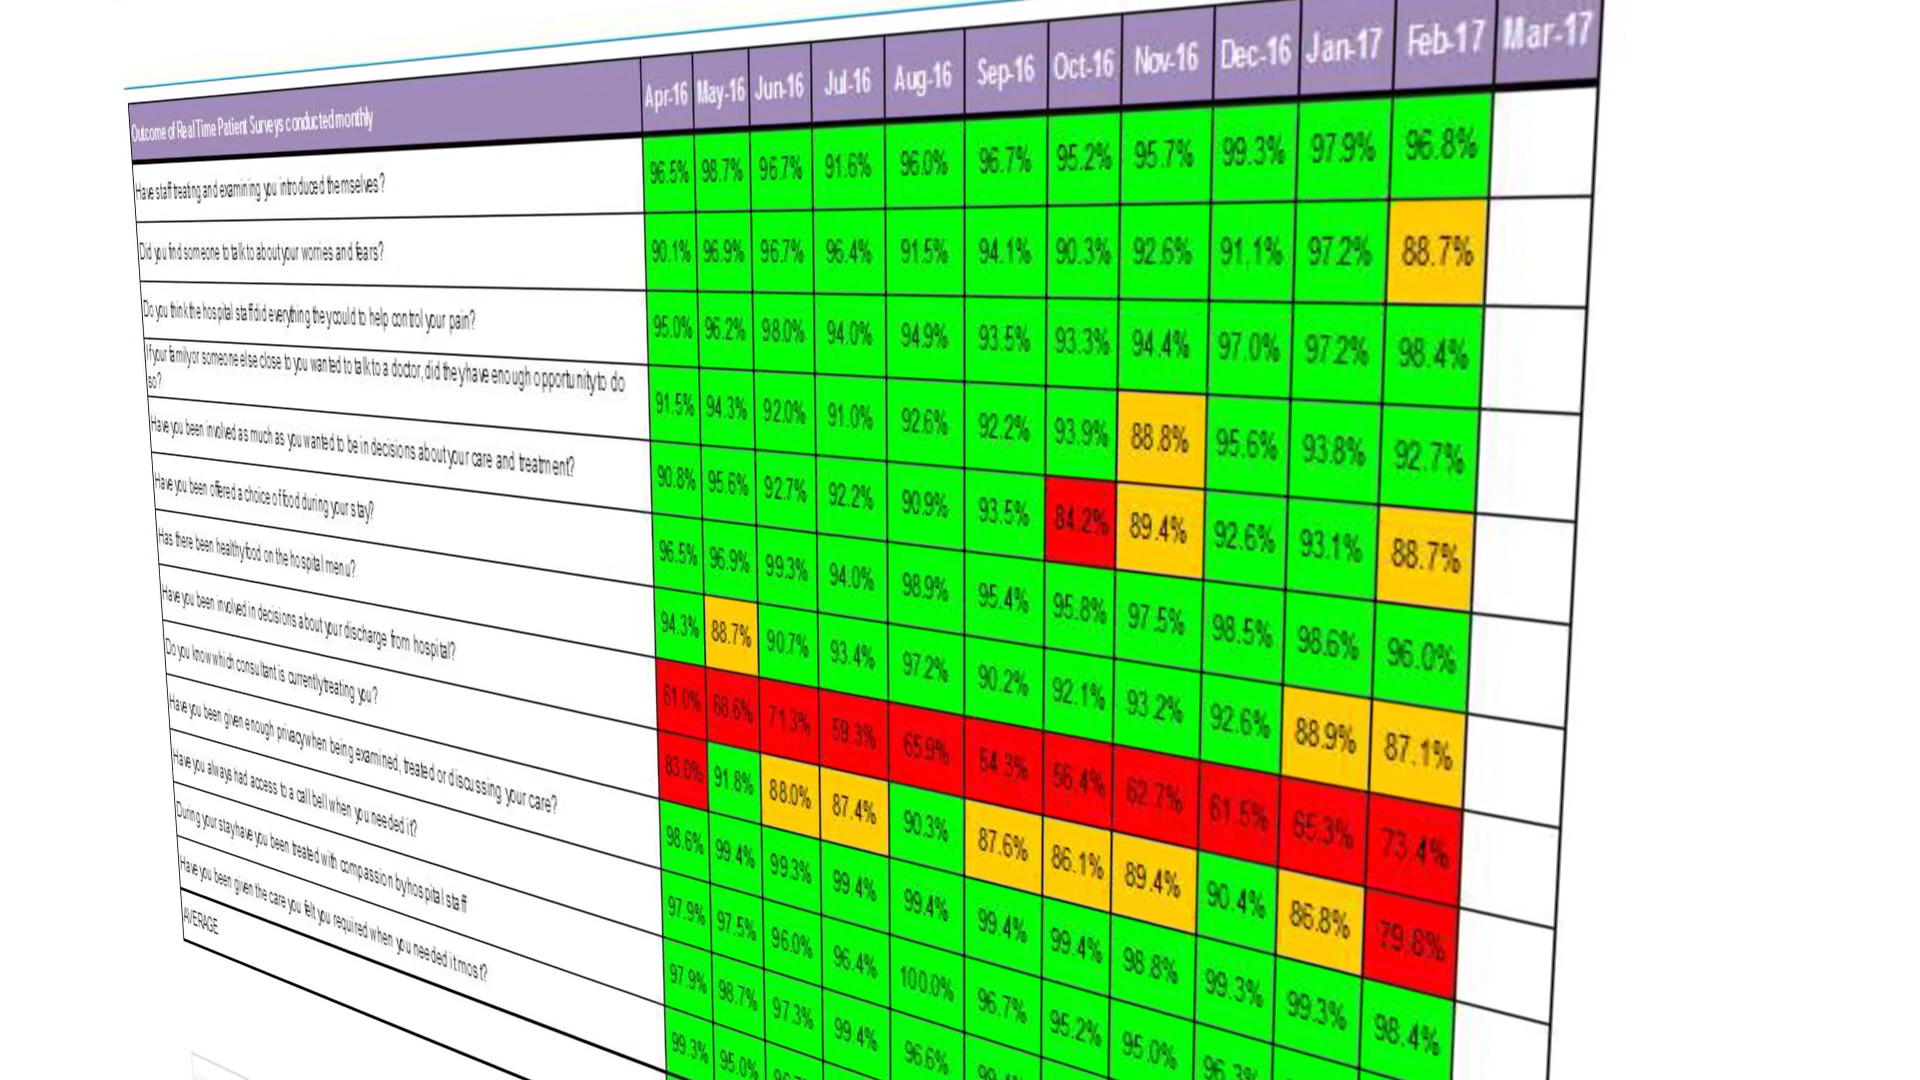 Outcome of Real Time Patient Surveys conducted monthly Apr-16 May-16 Jun-16 Jul-16 Aug-16 Sep-16 Oct-16 Nov-16 Dec-16 Jan-17 Feb-17 Mar-17
Have staff treating and examining you introduced themselves? 96.5% 98.7% 96.7% 91.6% 96.0% 96.7% 95.2% 95.7% 99.3% 97.9% 96.8%
Did you find someone to talk to about your worries and fears? 90.1% 96.9% 96.7% 96.4% 91.5% 94.1% 90.3% 92.6% 91.1% 97.2% 88.7%
Do you think the hospital staff did everything they could to help control your pain? 95.0% 96.2% 98.0% 94.0% 94.9% 93.5% 93.3% 94.4% 97.0% 97.2% 98.4%
If your family or someone else close to you wanted to talk to a doctor, did they have enough opportunity to do
so? 91.5% 94.3% 92.0% 91.0% 92.6% 92.2% 93.9% 88.8% 95.6% 93.8% 92.7%
Have you been involved as much as you wanted to be in decisions about your care and treatment? 90.8% 95.6% 92.7% 92.2% 90.9% 93.5% 84.2% 89.4% 92.6% 93.1% 88.7%
Have you been offered a choice of food during your stay? 96.5% 96.9% 99.3% 94.0% 98.9% 95.4% 95.8% 97.5% 98.5% 98.6% 96.0%
Has there been healthy food on the hospital menu? 94.3% 88.7% 90.7% 93.4% 97.2% 90.2% 92.1% 93.2% 92.6% 88.9% 87.1%
Have you been involved in decisions about your discharge from hospital? 61.0% 68.6% 71.3% 59.3% 65.9% 54.3% 56.4% 62.7% 61.5% 65.3% 73.4%
Do you know which consultant is currently treating you? 83.0% 91.8% 88.0% 87.4% 90.3% 87.6% 86.1% 89.4% 90.4% 86.8% 79.8%
Have you been given enough privacy when being examined, treated or discussing your care? 98.6% 99.4% 99.3% 99.4% 99.4% 99.4% 99.4% 98.8% 99.3% 99.3% 98.4%
Have you always had access to a call bell when you needed it? 97.9% 97.5% 96.0% 96.4% 100.0% 96.7% 95.2% 95.0%
During your stay have you been treated with compassion by hospital staff 97.9% 98.7% 97.3% 99.4% 96.6%
Have you been given the care you felt you required when you needed it most? 99.3% 95.0%
AVERAGE